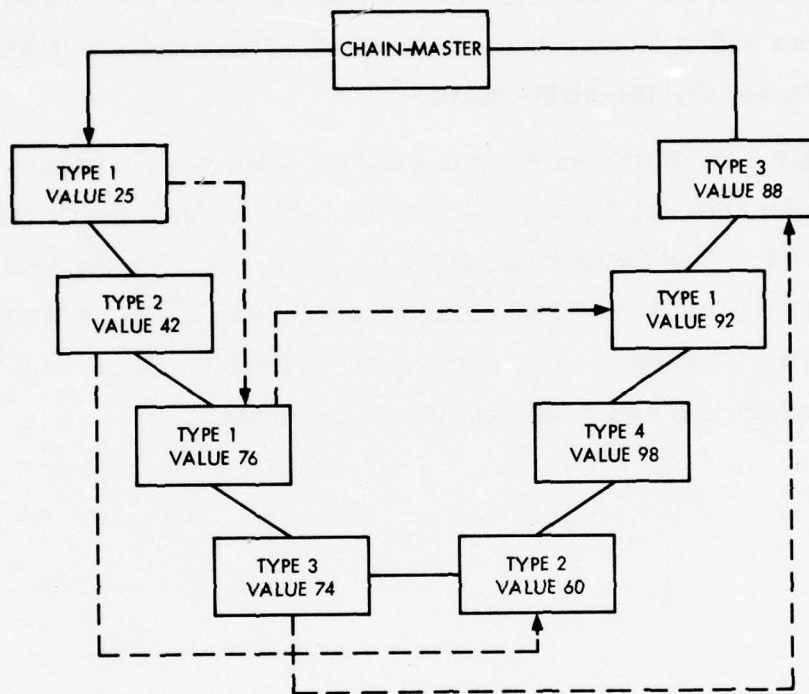 CHAIN-MASTER
TYPE 1
VALUE 25
TYPE 3
VALUE 88
TYPE 2
VALUE 42
TYPE 1
VALUE 92
TYPE 1
VALUE 76
TYPE 4
VALUE 98
TYPE 3
VALUE 74
TYPE 2
VALUE 60